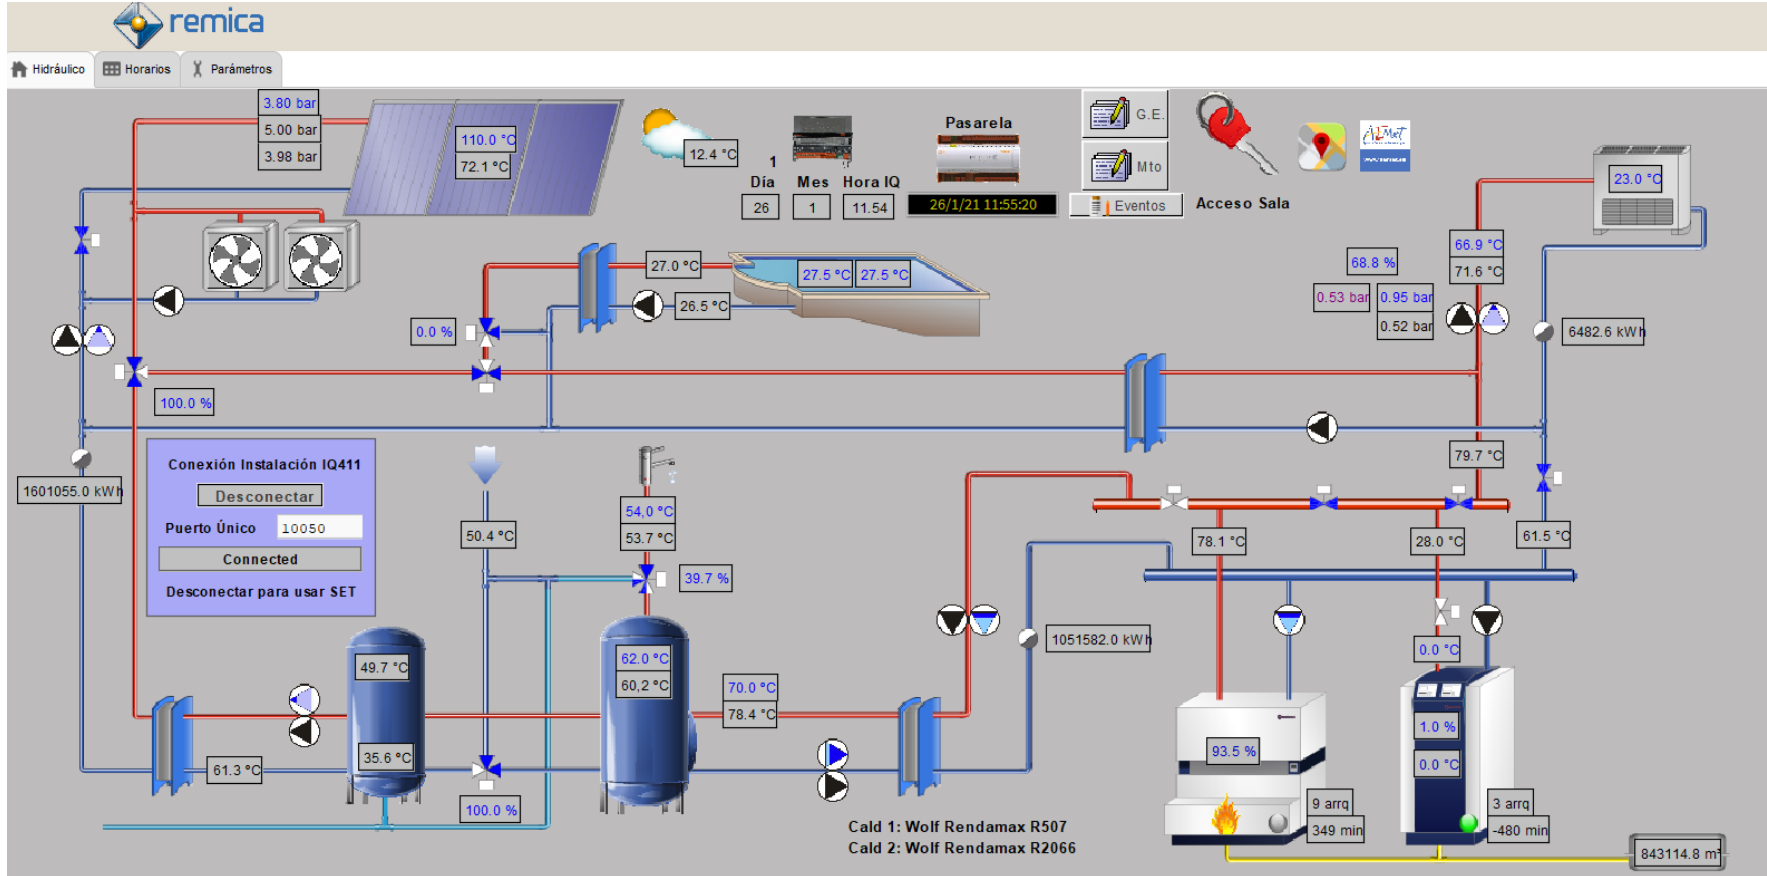 remica
Hidráulico
Horarios
Parámetros
3.80 bar
5.00 bar
3.98 bar
110.0 °C
72.1 °C
12.4 °C
1
Día
Mes
Hora IQ
26
1
11.54
Pasarela
26/1/21 11:55:20
G.E.
Mto
Eventos
Acceso Sala
23.0 °C
27.0 °C
27.5 °C
27.5 °C
26.5 °C
0.0 %
68.8 %
66.9 °C
71.6 °C
0.53 bar
0.95 bar
0.52 bar
6482.6 kWh
100.0 %
79.7 °C
Conexión Instalación IQ411
Desconectar
Puerto Único
10050
Connected
Desconectar para usar SET
1601055.0 kWh
50.4 °C
54,0 °C
53.7 °C
39.7 %
78.1 °C
28.0 °C
61.5 °C
49.7 °C
35.6 °C
62.0 °C
60,2 °C
70.0 °C
78.4 °C
1051582.0 kWh
0.0 °C
1.0 %
0.0 °C
93.5 %
61.3 °C
100.0 %
9 arrq
349 min
3 arrq
-480 min
Cald 1: Wolf Rendamax R507
Cald 2: Wolf Rendamax R2066
843114.8 m³